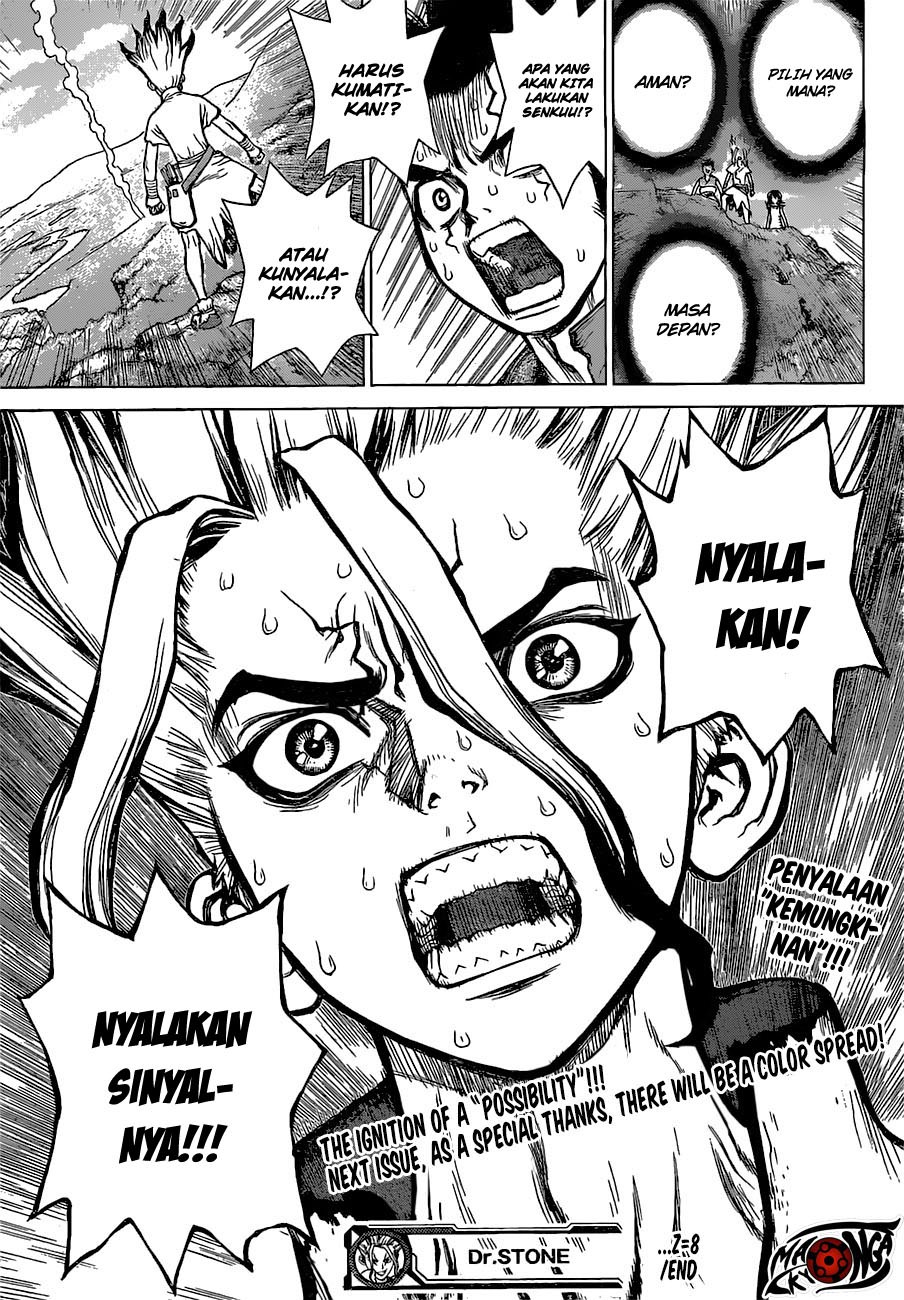 PILIH YANG
MANA?
AMAN?
MASA
DEPAN?
APA YANG
AKAN KITA
LAKUKAN
SENKUU!?
HARUS
KUMATI-
KAN!?
ATAU
KUNYALA-
KAN...!?
NYALA-
KAN!
NYALAKAN
SINYAL-
NYA!!!
PENYALAAN
"KEMUNGKI-
NAN"!!!
THE IGNITION OF A "POSSIBILITY"!!!
NEXT ISSUE, AS A SPECIAL THANKS, THERE WILL BE A COLOR SPREAD!
Dr.STONE
...Z=8
/END
MANGA
KYO